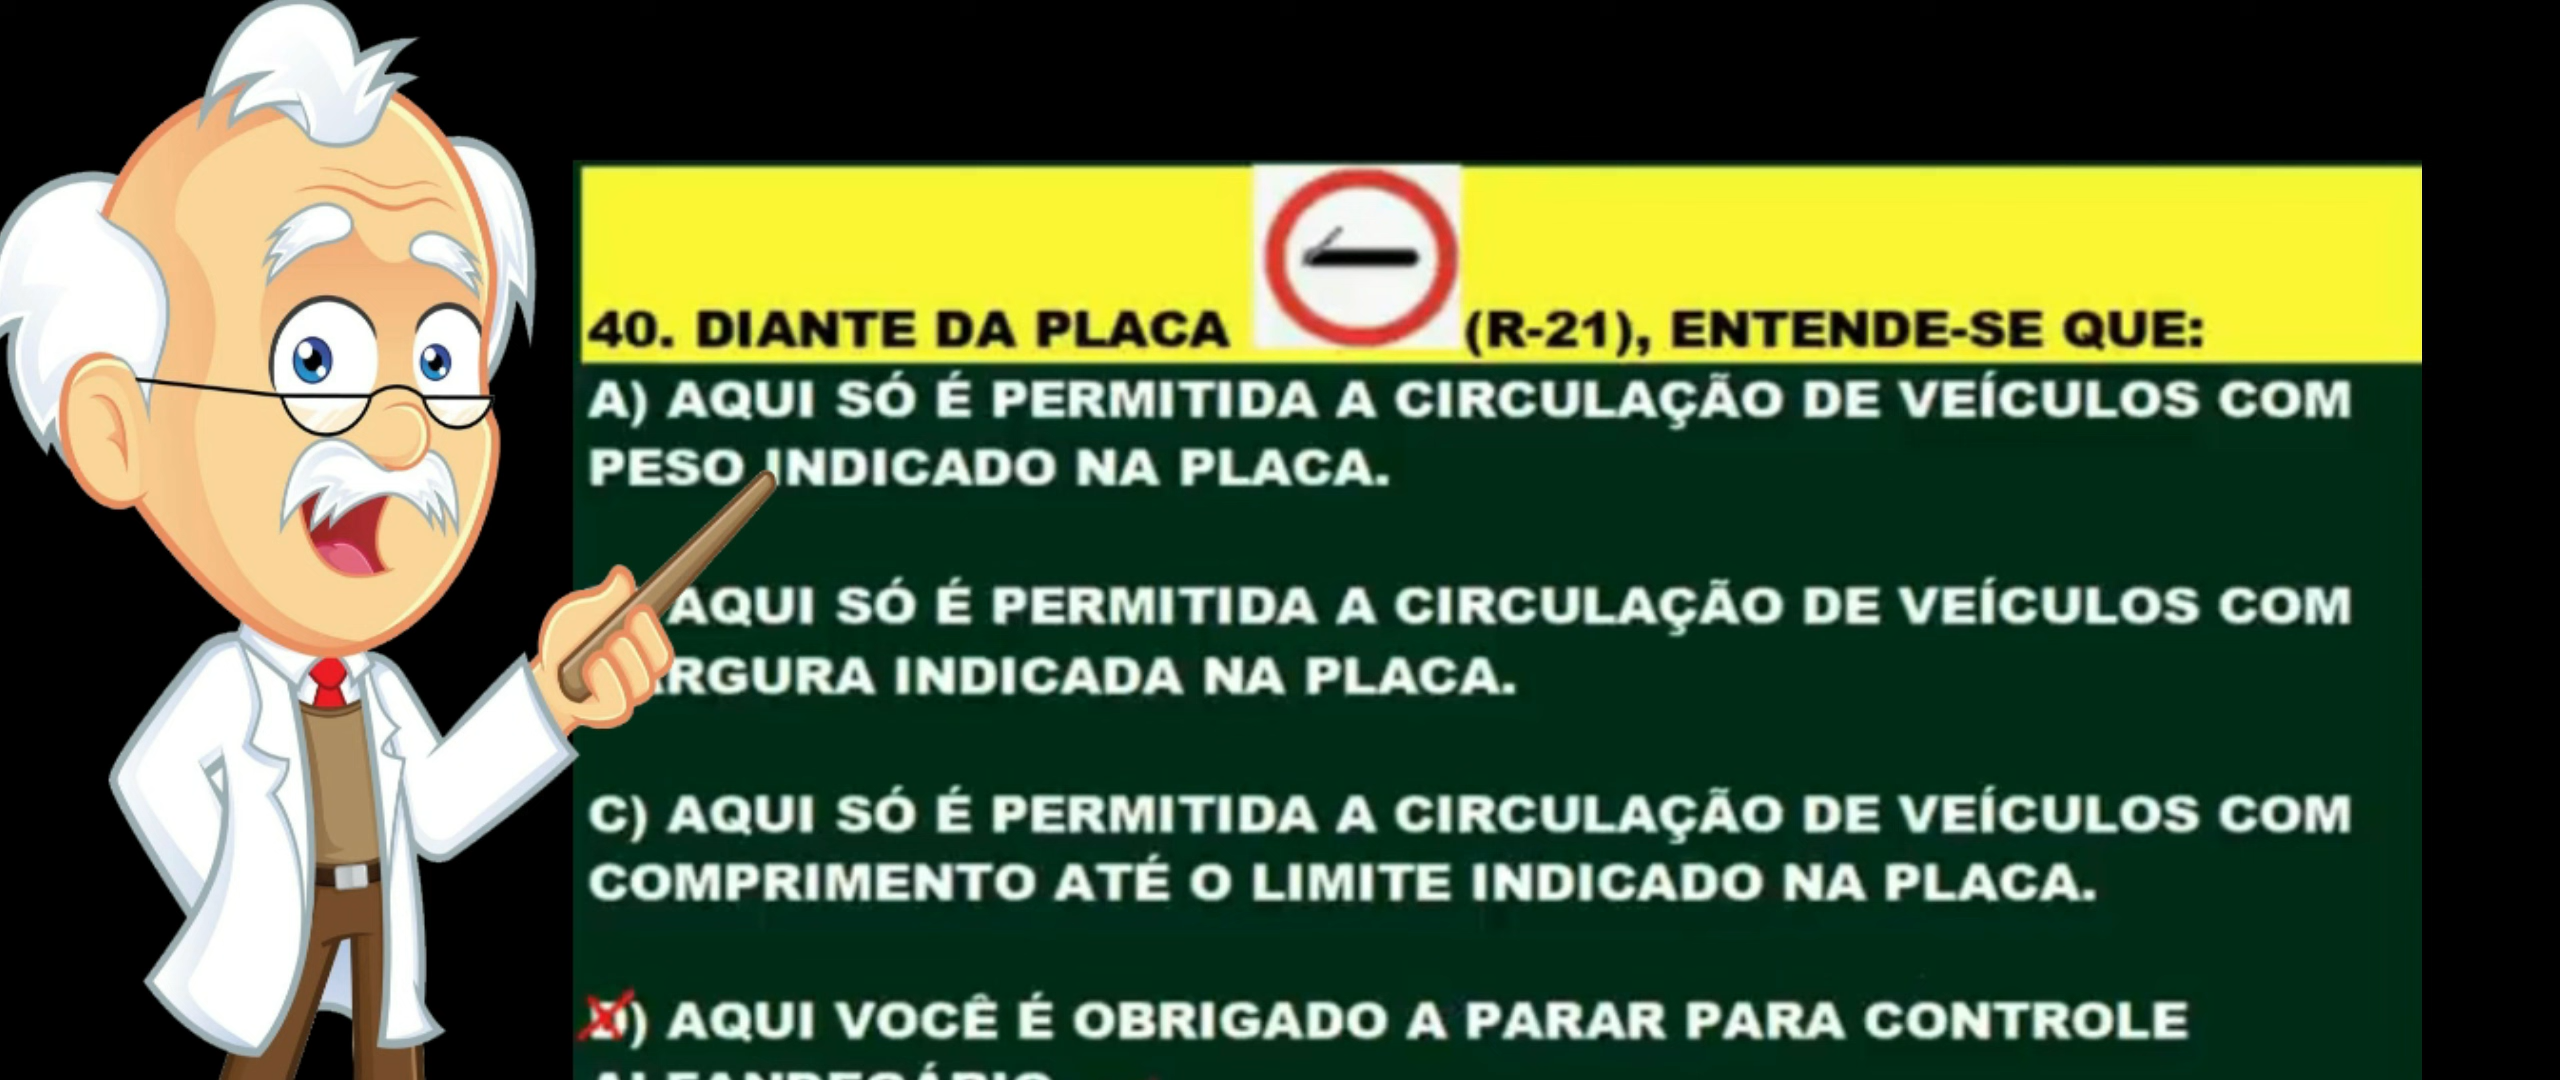 40. DIANTE DA PLACA (R-21), ENTENDE-SE QUE:
A) AQUI SÓ É PERMITIDA A CIRCULAÇÃO DE VEÍCULOS COM
PESO INDICADO NA PLACA.
AQUI SÓ É PERMITIDA A CIRCULAÇÃO DE VEÍCULOS COM
INDICADA NA PLACA.
C) AQUI SÓ É PERMITIDA A CIRCULAÇÃO DE VEÍCULOS COM
COMPRIMENTO ATÉ O LIMITE INDICADO NA PLACA.
D) AQUI VOCÊ É OBRIGADO A PARAR PARA CONTROLE